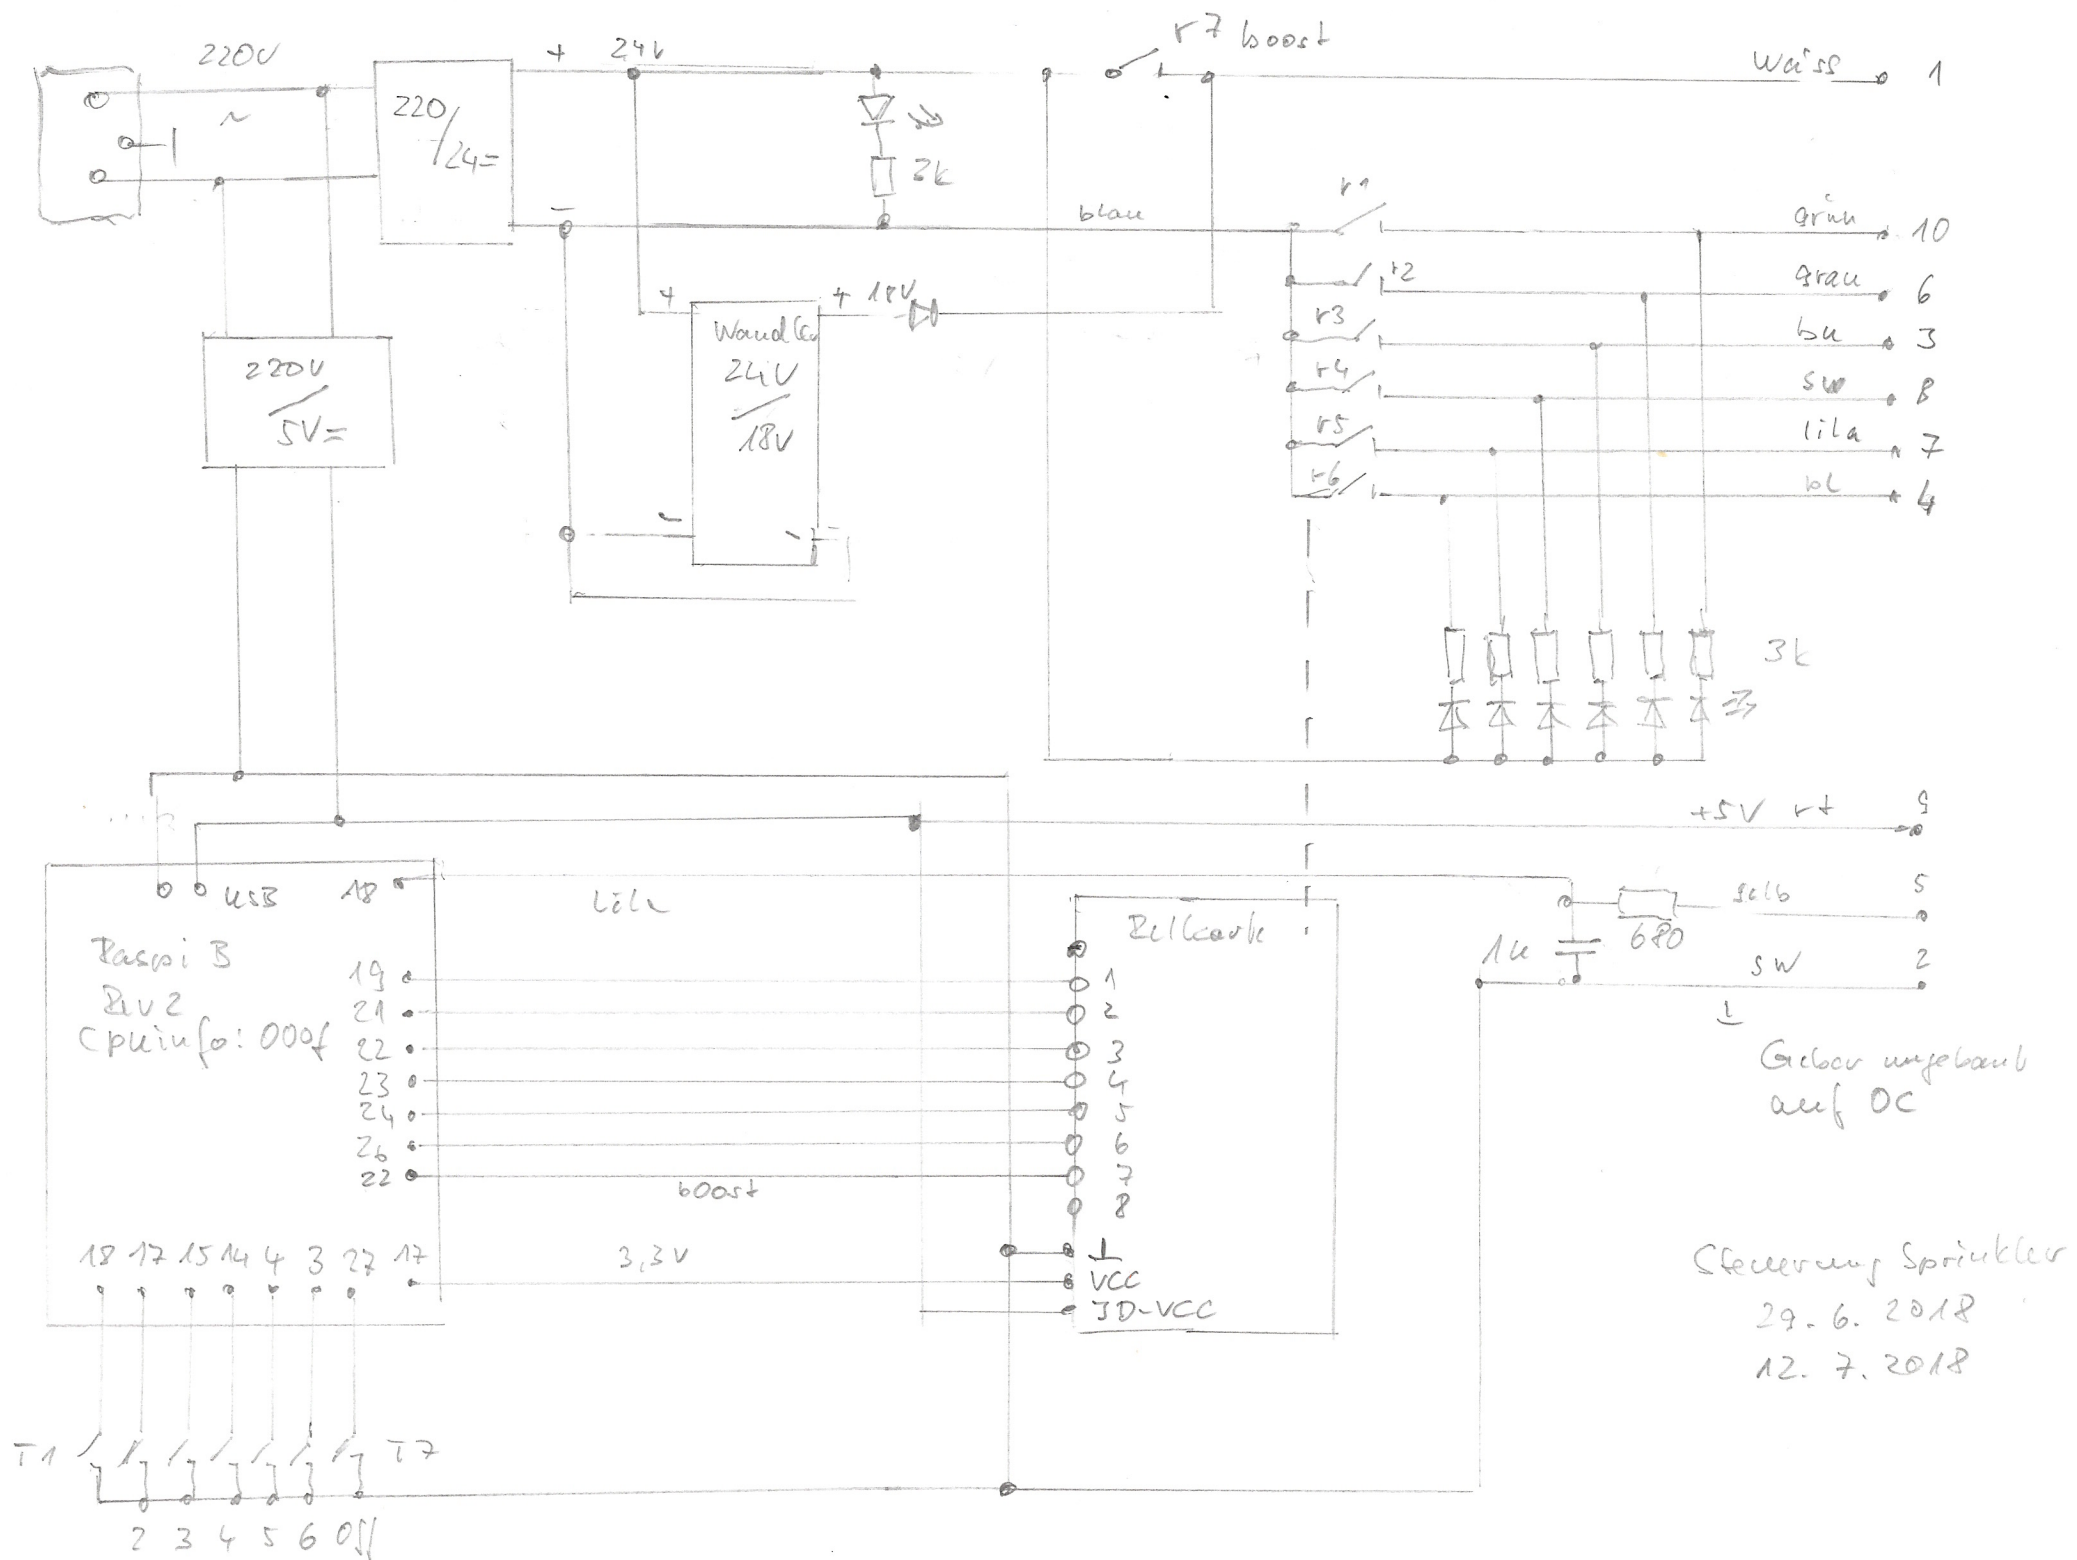 220V
~
220/24=
+ 24V
r7 boost
weiss 1
2k
-
blau
r1
grün 10
r2
grau 6
r3
bn 3
r4
sw 8
r5
lila 7
r6
bl 4
+
+ 18V
Wandler
24V
/
18V
-
-
220V
/
5V=
3k
+5V rt 9
USB
18
lila
gelb 5
680
1u
sw 2
Raspi B
Rev 2
Cpuinfo: 000f
Relkarte
19 1
21 2
22 3
23 4
24 5
26 6
22 boost 7
8
Geber umgebaut
auf OC
18 17 15 14 4 3 27 17
3,3V
VCC
JD-VCC
Steuerung Sprinkler
29.6.2018
12.7.2018
T1
T7
2 3 4 5 6 Off